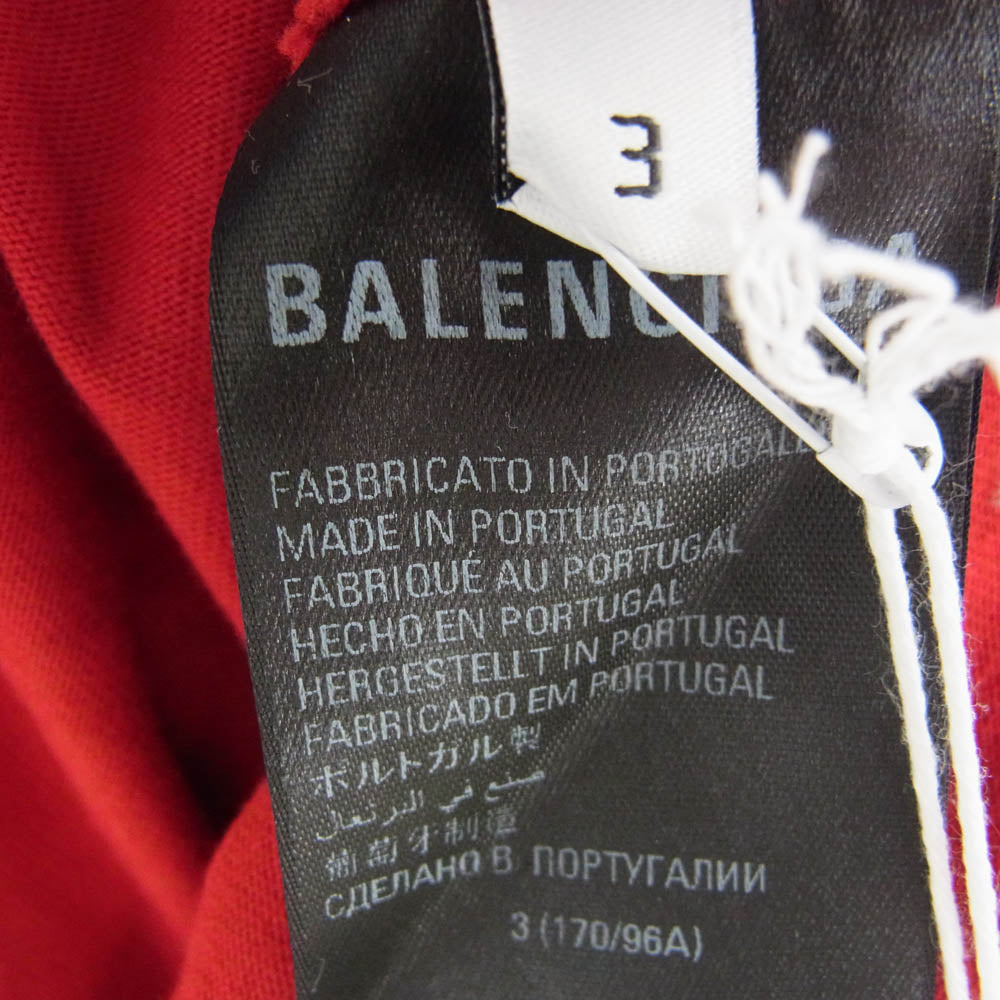 3
BALENCIAGA
FABBRICATO IN PORTOGALLO
MADE IN PORTUGAL
FABRIQUÉ AU PORTUGAL
HECHO EN PORTUGAL
HERGESTELLT IN PORTUGAL
FABRICADO EM PORTUGAL
ポルトガル製
صنع في البرتغال
葡萄牙制造
СДЕЛАНО В ПОРТУГАЛИИ
3 (170/96A)